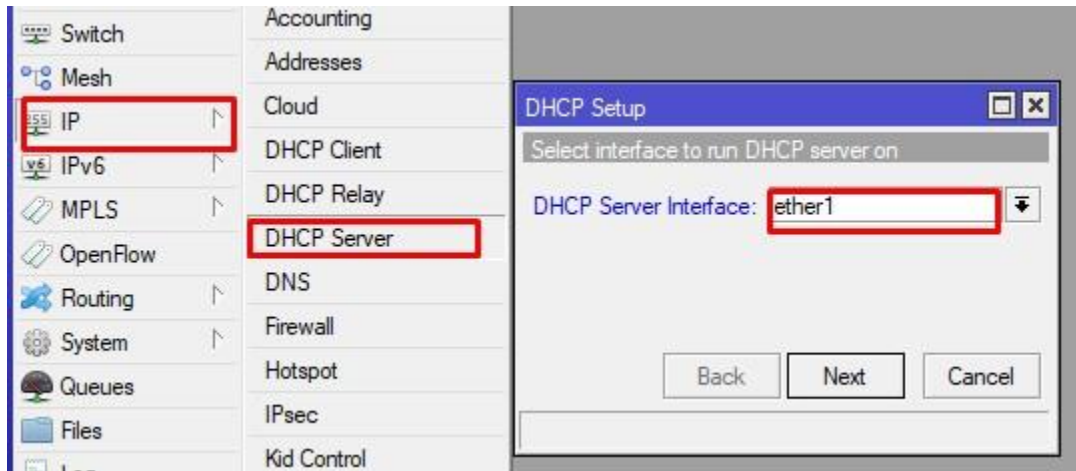 Switch
Mesh
255
IP
v6
IPv6
MPLS
OpenFlow
Routing
System
Queues
Files
Accounting
Addresses
Cloud
DHCP Client
DHCP Relay
DHCP Server
DNS
Firewall
Hotspot
IPsec
Kid Control
DHCP Setup
Select interface to run DHCP server on
DHCP Server Interface: ether1
Back Next Cancel